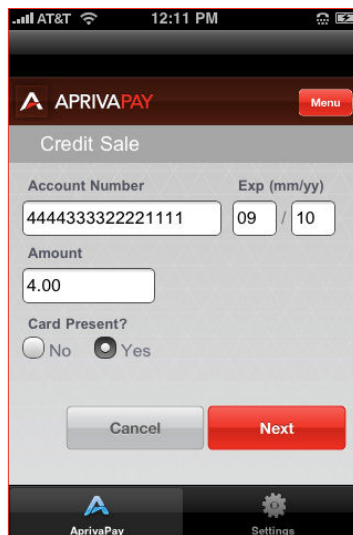 AT&T 12:11 PM
APRIVAPAY Menu
Credit Sale
Account Number Exp (mm/yy)
4444333322221111 09 / 10
Amount
4.00
Card Present?
No Yes
Cancel Next
AprivaPay Settings